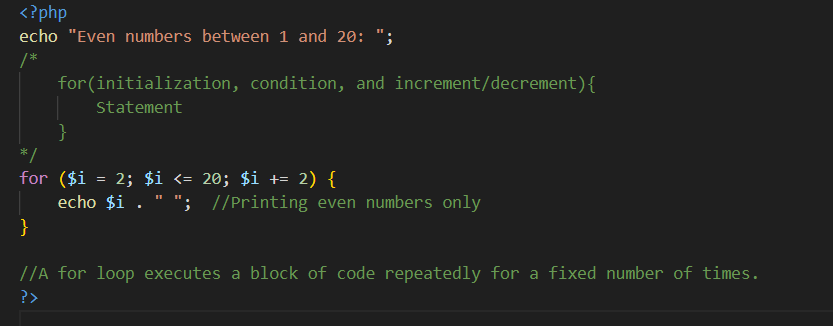 <?php
echo "Even numbers between 1 and 20: ";
/*
    for(initialization, condition, and increment/decrement){
        Statement
    }
*/
for ($i = 2; $i <= 20; $i += 2) {
    echo $i . " ";  //Printing even numbers only
}

//A for loop executes a block of code repeatedly for a fixed number of times.
?>